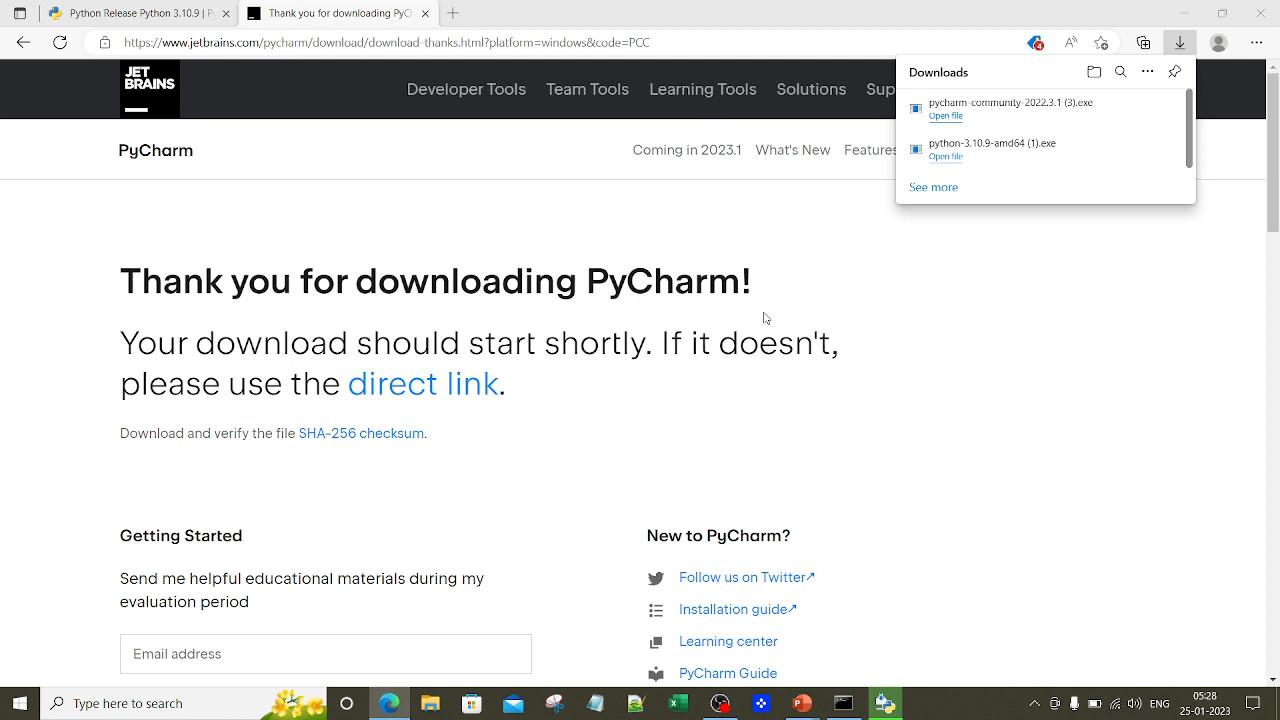 Python Release Python 3.10.9 | Py
Thank you for downloading PyCh
https://www.jetbrains.com/pycharm/download/download-thanks.html?platform=windows&code=PCC
4
JET
BRAINS
Developer Tools Team Tools Learning Tools Solutions Sup
Downloads
pycharm-community-2022.3.1 (3).exe
Open file
python-3.10.9-amd64 (1).exe
Open file
See more
PyCharm
Coming in 2023.1 What's New Features
Thank you for downloading PyCharm!
Your download should start shortly. If it doesn't,
please use the direct link.
Download and verify the file SHA-256 checksum.
Getting Started
New to PyCharm?
Send me helpful educational materials during my
evaluation period
Follow us on Twitter↗
Installation guide↗
Email address
Learning center
PyCharm Guide
Type here to search
ENG
05:28
25-01-2023